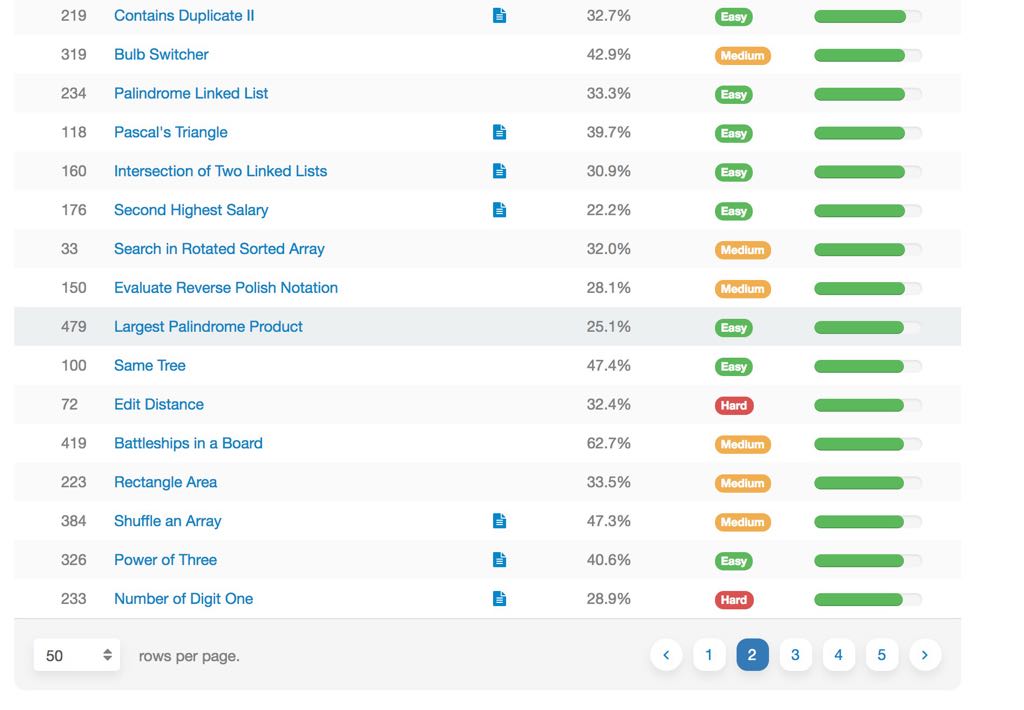 219 Contains Duplicate II 32.7% Easy
319 Bulb Switcher 42.9% Medium
234 Palindrome Linked List 33.3% Easy
118 Pascal's Triangle 39.7% Easy
160 Intersection of Two Linked Lists 30.9% Easy
176 Second Highest Salary 22.2% Easy
33 Search in Rotated Sorted Array 32.0% Medium
150 Evaluate Reverse Polish Notation 28.1% Medium
479 Largest Palindrome Product 25.1% Easy
100 Same Tree 47.4% Easy
72 Edit Distance 32.4% Hard
419 Battleships in a Board 62.7% Medium
223 Rectangle Area 33.5% Medium
384 Shuffle an Array 47.3% Medium
326 Power of Three 40.6% Easy
233 Number of Digit One 28.9% Hard
50 rows per page. 1 2 3 4 5